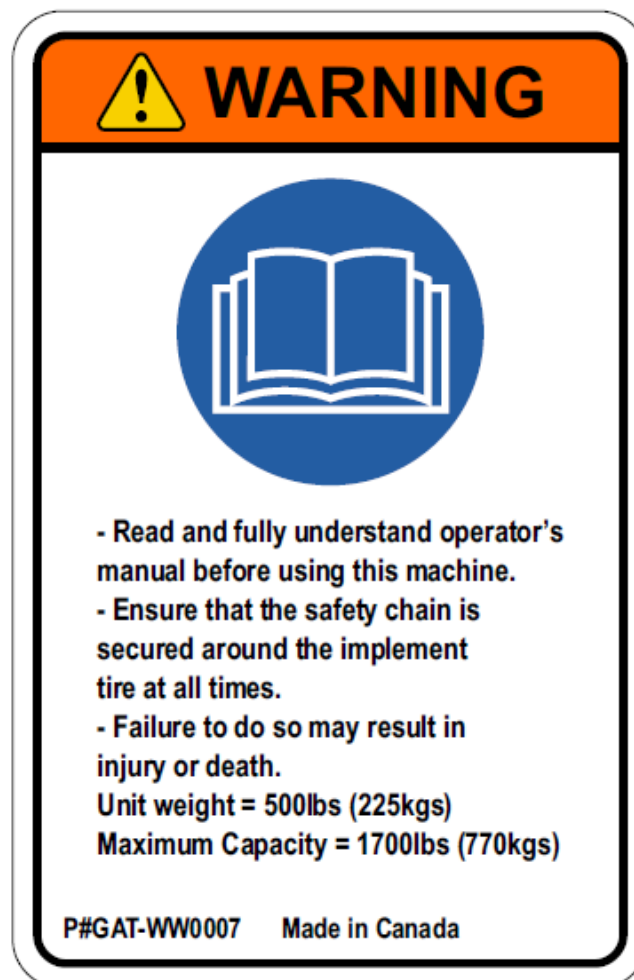 WARNING
- Read and fully understand operator’s
manual before using this machine.
- Ensure that the safety chain is
secured around the implement
tire at all times.
- Failure to do so may result in
injury or death.
Unit weight = 500lbs (225kgs)
Maximum Capacity = 1700lbs (770kgs)
P#GAT-WW0007 Made in Canada